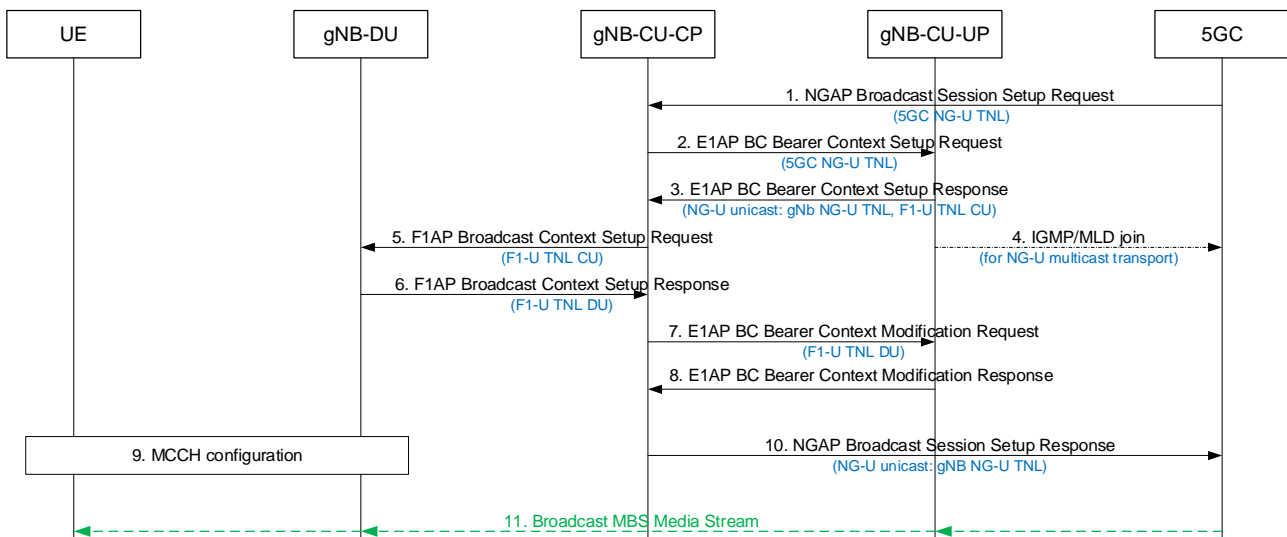 UE
gNB-DU
gNB-CU-CP
gNB-CU-UP
5GC
1. NGAP Broadcast Session Setup Request
(5GC NG-U TNL)
2. E1AP BC Bearer Context Setup Request
(5GC NG-U TNL)
3. E1AP BC Bearer Context Setup Response
(NG-U unicast: gNb NG-U TNL, F1-U TNL CU)
5. F1AP Broadcast Context Setup Request
(F1-U TNL CU)
4. IGMP/MLD join
(for NG-U multicast transport)
6. F1AP Broadcast Context Setup Response
(F1-U TNL DU)
7. E1AP BC Bearer Context Modification Request
(F1-U TNL DU)
8. E1AP BC Bearer Context Modification Response
9. MCCH configuration
10. NGAP Broadcast Session Setup Response
(NG-U unicast: gNB NG-U TNL)
11. Broadcast MBS Media Stream